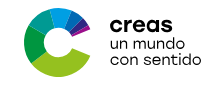 creas
un mundo
con sentido